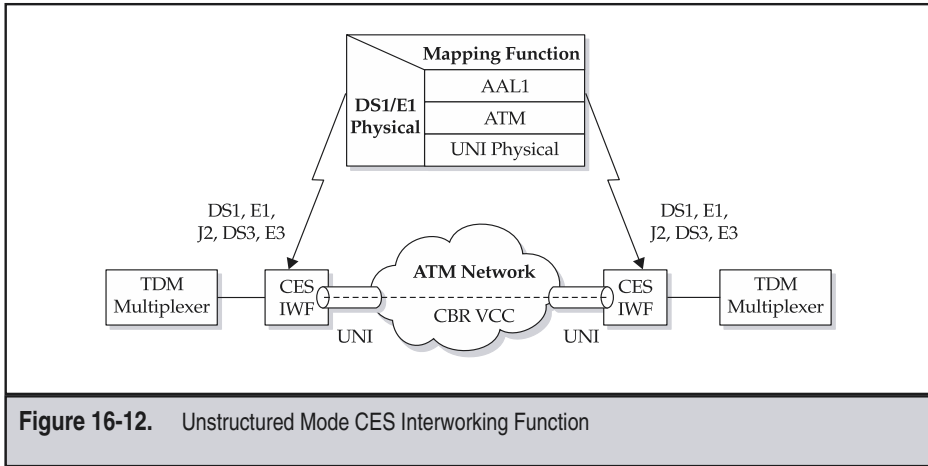 Mapping Function
AAL1
DS1/E1
Physical
ATM
UNI Physical
DS1, E1,
J2, DS3, E3
DS1, E1,
J2, DS3, E3
TDM
Multiplexer
CES
IWF
UNI
ATM Network
CBR VCC
UNI
CES
IWF
TDM
Multiplexer
Figure 16-12. Unstructured Mode CES Interworking Function